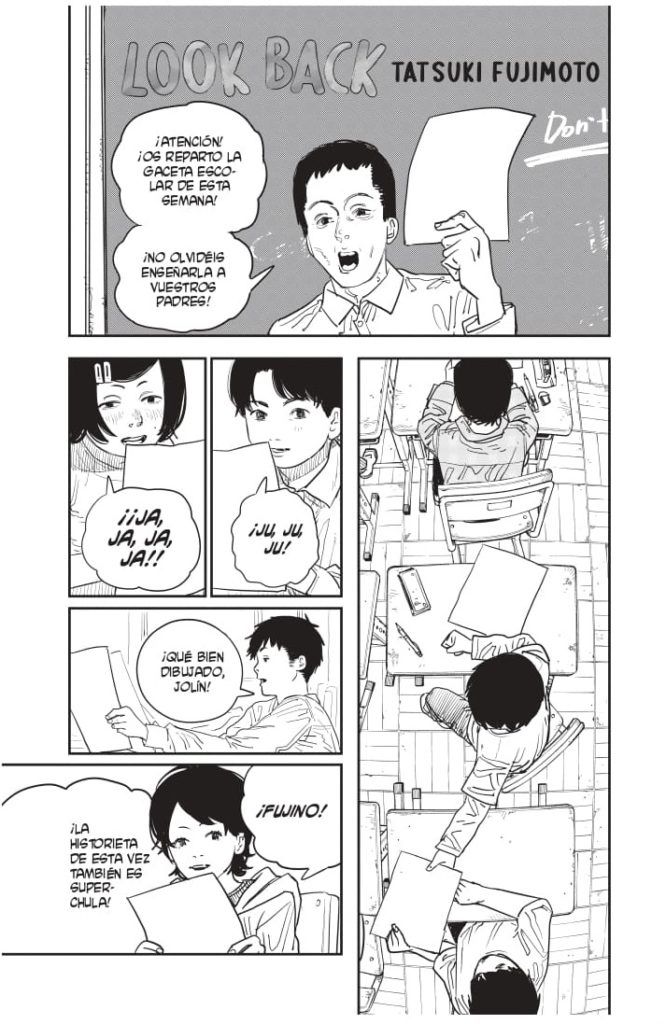 LOOK BACK TATSUKI FUJIMOTO
Don't
¡ATENCIÓN!
¡OS REPARTO LA
GACETA ESCO-
LAR DE ESTA
SEMANA!
¡NO OLVIDÉIS
ENSEÑARLA A
VUESTROS
PADRES!
¡¡JA,
JA, JA,
JA!!
¡JU, JU,
JU!
¡QUÉ BIEN
DIBUJADO,
JOLÍN!
¡FUJINO!
¡LA
HISTORIETA
DE ESTA VEZ
TAMBIÉN ES
SUPER-
CHULA!